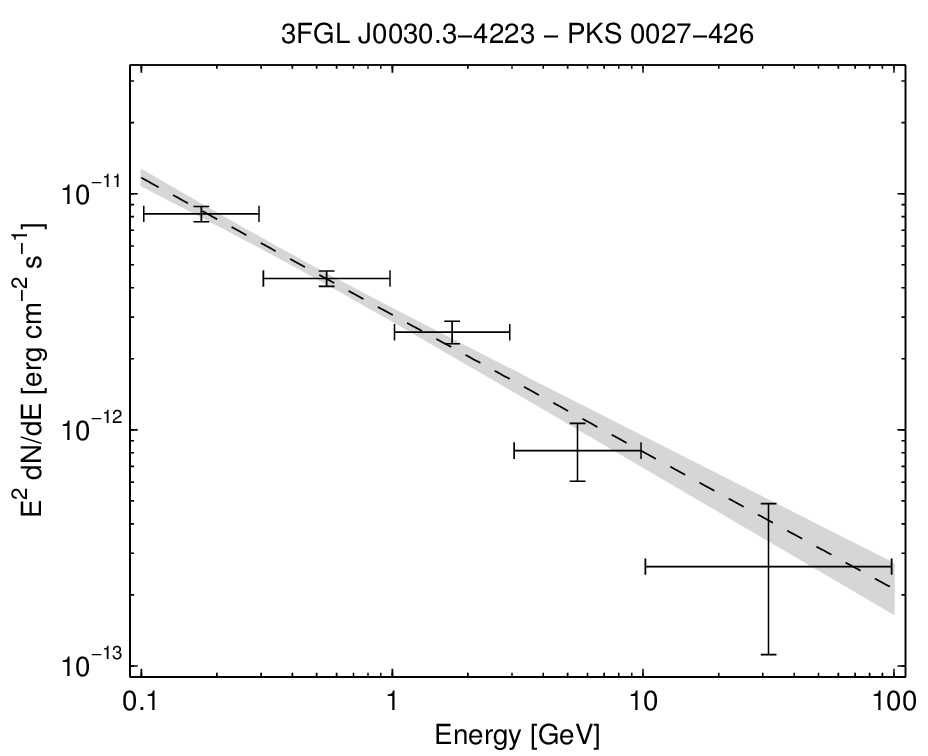 3FGL J0030.3−4223 − PKS 0027−426
E² dN/dE [erg cm⁻² s⁻¹]
10⁻¹¹
10⁻¹²
10⁻¹³
0.1 1 10 100
Energy [GeV]